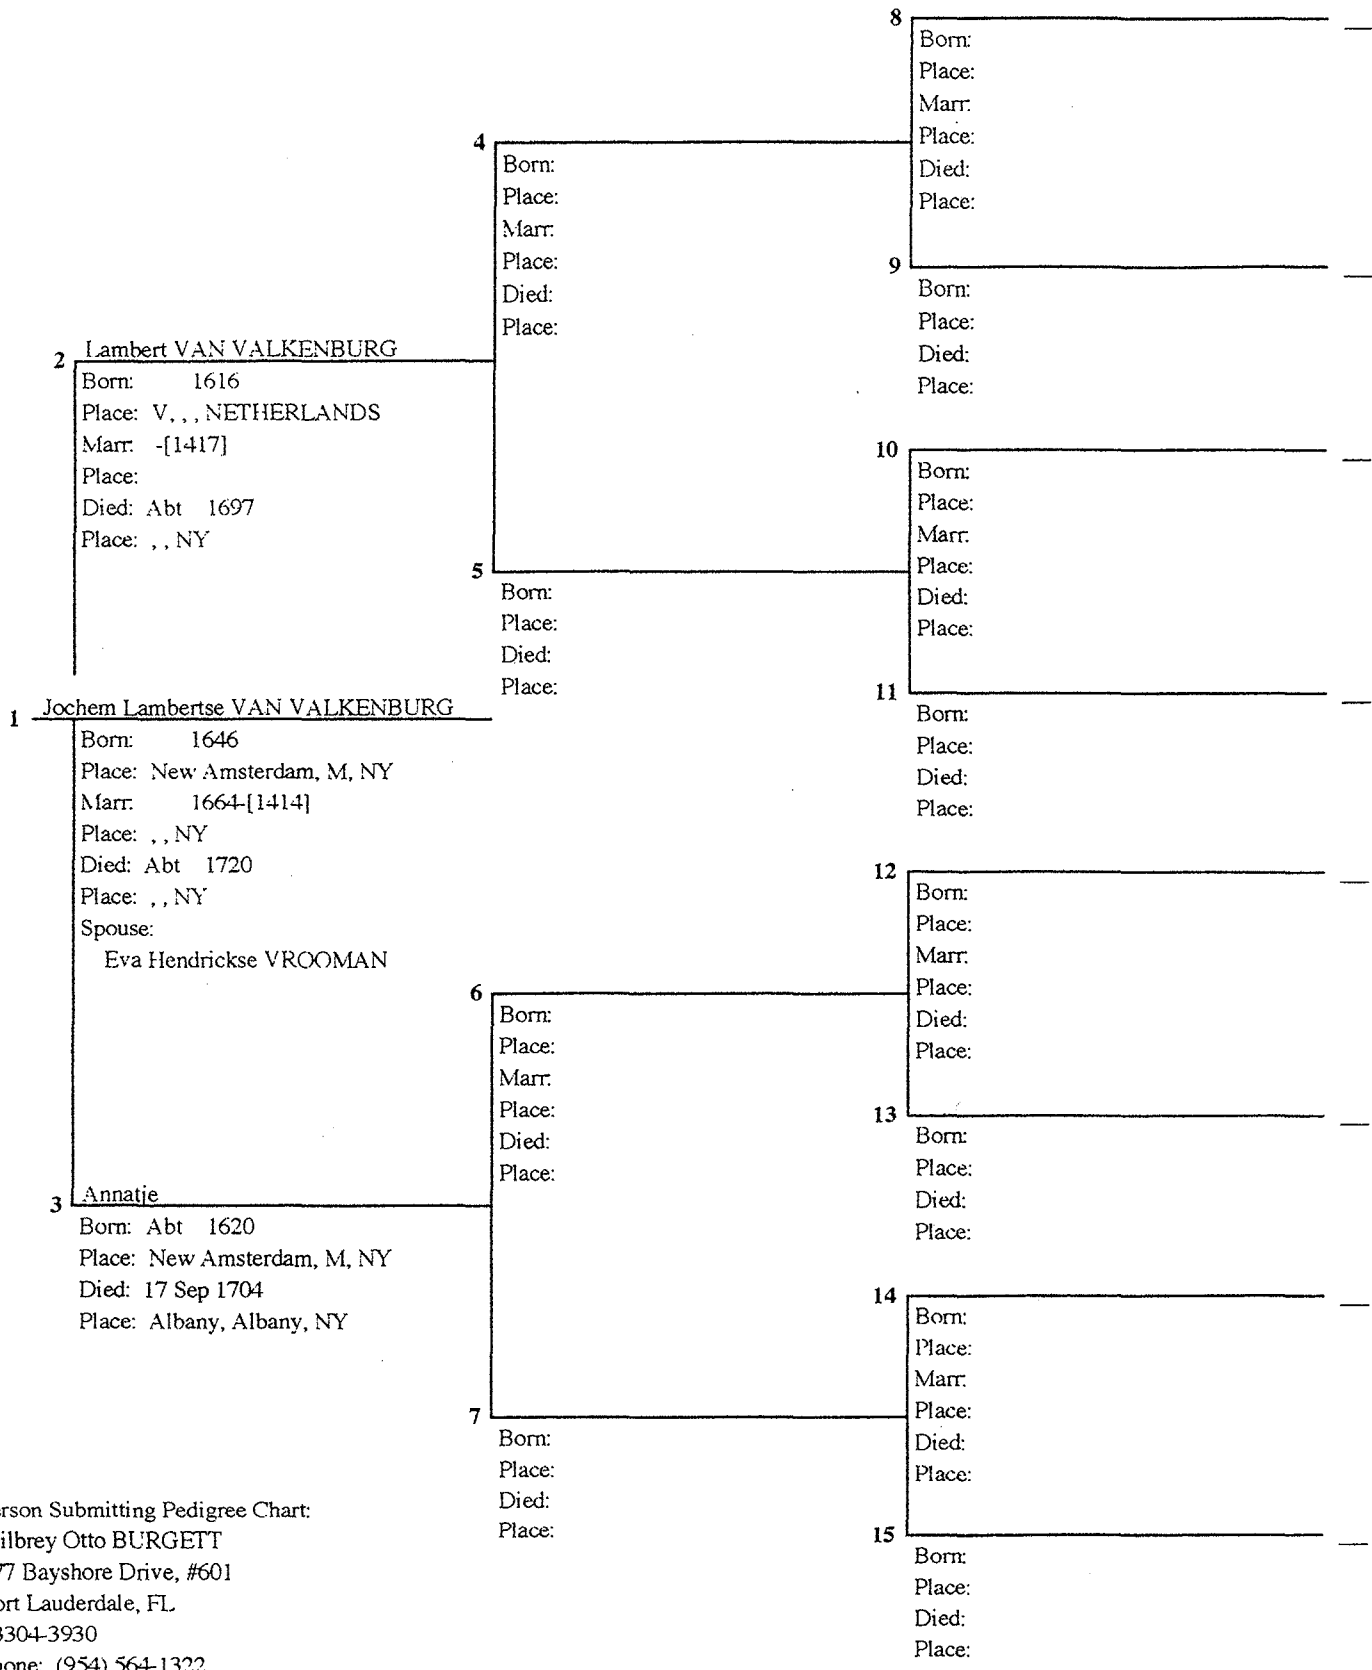 8
Born:
Place:
Marr:
Place:
Died:
Place:
4
Born:
Place:
Marr:
Place:
Died:
Place:
9
Born:
Place:
Died:
Place:
2 Lambert VAN VALKENBURG
Born: 1616
Place: V, , , NETHERLANDS
Marr: -[1417]
Place:
Died: Abt 1697
Place: , , NY
10
Born:
Place:
Marr:
Place:
Died:
Place:
5
Born:
Place:
Died:
Place:
11
Born:
Place:
Died:
Place:
1 Jochem Lambertse VAN VALKENBURG
Born: 1646
Place: New Amsterdam, M, NY
Marr: 1664-[1414]
Place: , , NY
Died: Abt 1720
Place: , , NY
Spouse:
Eva Hendrickse VROOMAN
12
Born:
Place:
Marr:
Place:
Died:
Place:
6
Born:
Place:
Marr:
Place:
Died:
Place:
13
Born:
Place:
Died:
Place:
3 Annatje
Born: Abt 1620
Place: New Amsterdam, M, NY
Died: 17 Sep 1704
Place: Albany, Albany, NY
14
Born:
Place:
Marr:
Place:
Died:
Place:
7
Born:
Place:
Died:
Place:
15
Born:
Place:
Died:
Place:
erson Submitting Pedigree Chart:
ilbrey Otto BURGETT
77 Bayshore Drive, #601
ort Lauderdale, FL
3304-3930
hone: (954) 564-1322